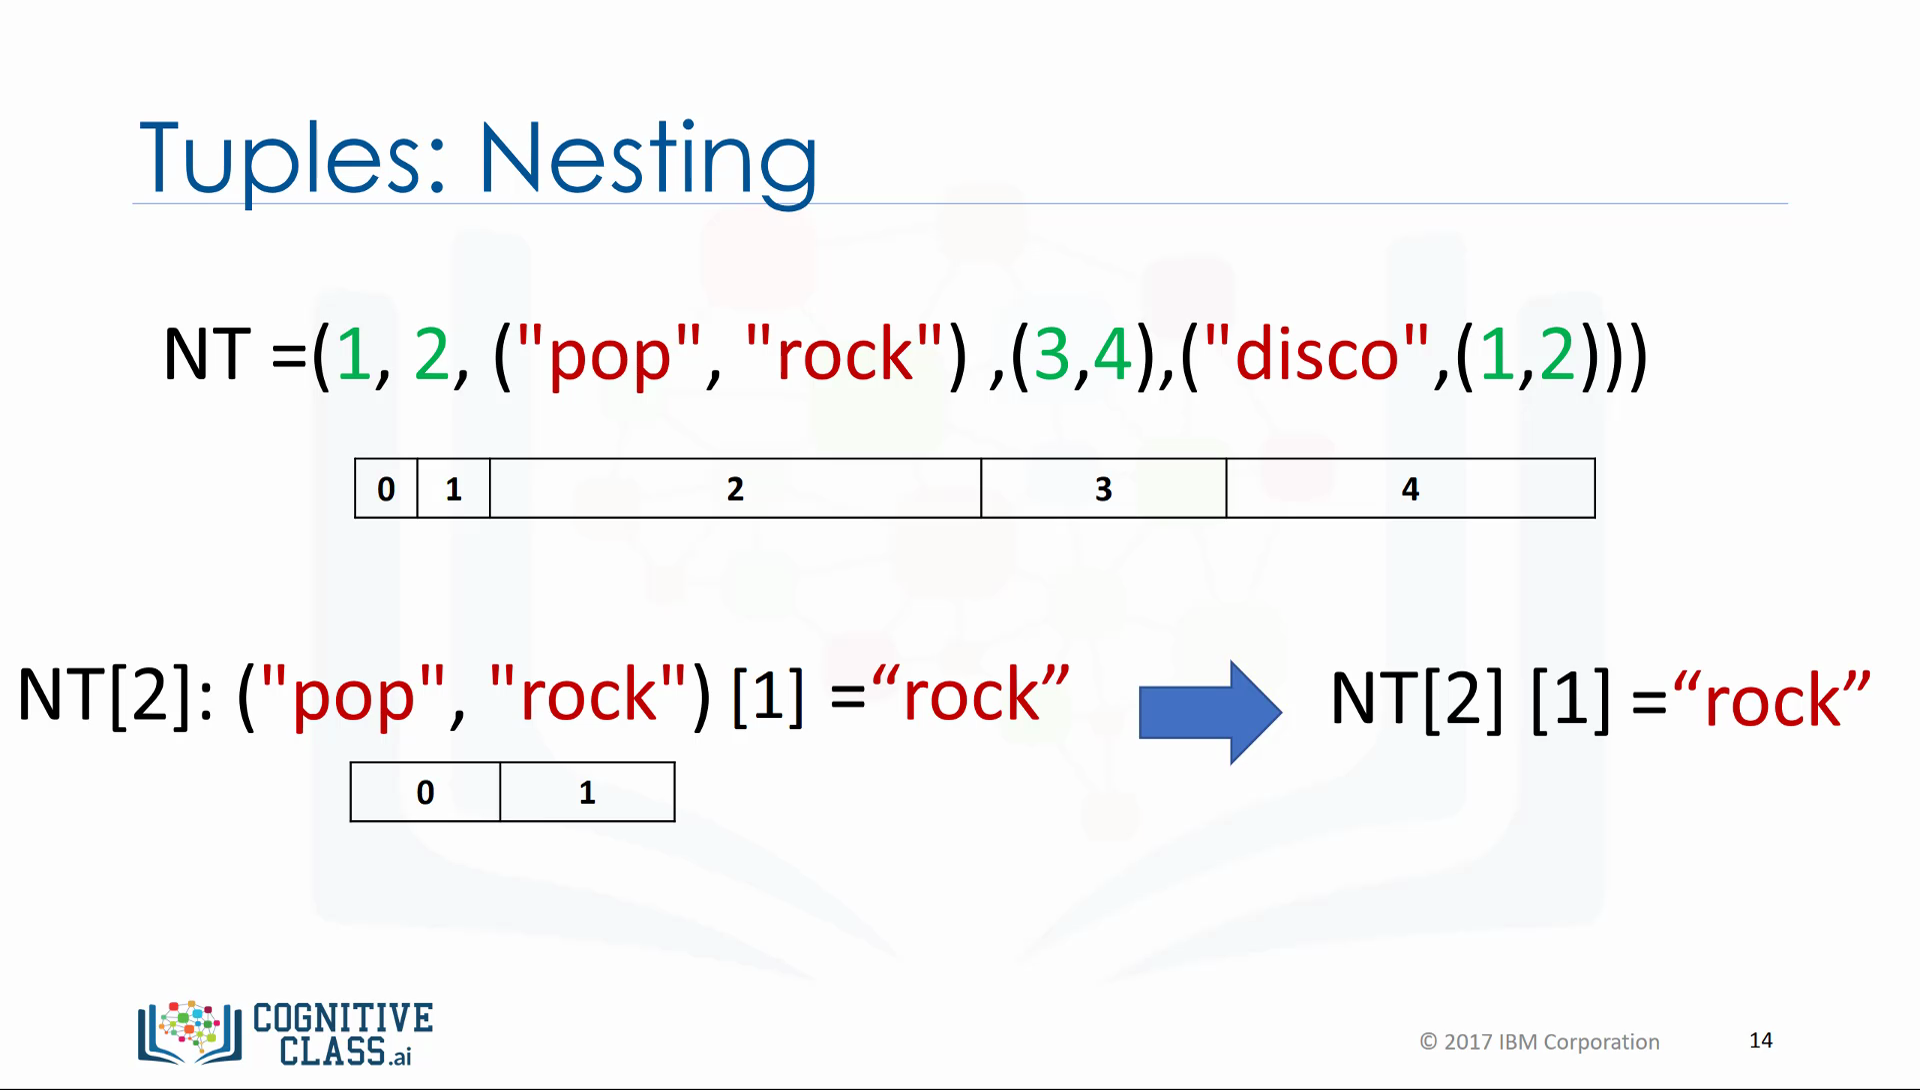 Tuples: Nesting
NT =(1, 2, ("pop", "rock") ,(3,4),("disco",(1,2)))
0 1 2 3 4
NT[2]: ("pop", "rock") [1] =“rock” NT[2] [1] =“rock”
0 1
COGNITIVE
CLASS.ai
© 2017 IBM Corporation 14